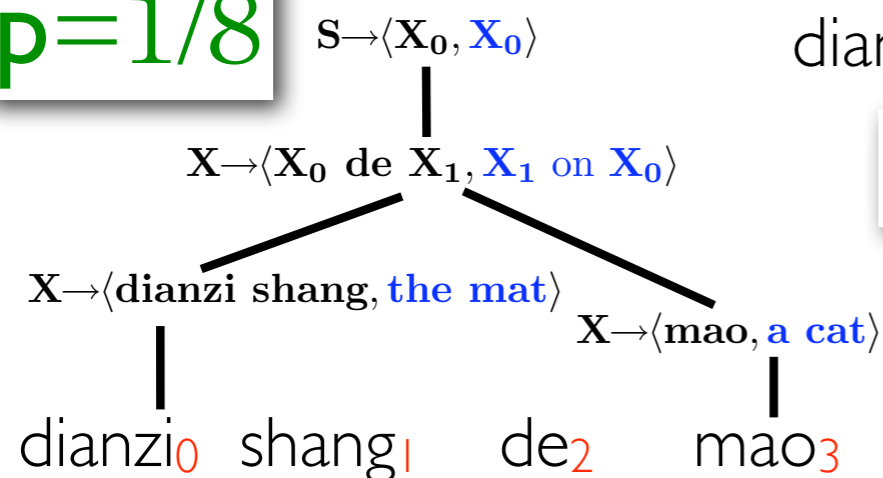 p=1/8
S→⟨X₀, X₀⟩
X→⟨X₀ de X₁, X₁ on X₀⟩
X→⟨dianzi shang, the mat⟩
X→⟨mao, a cat⟩
dianzi₀ shang₁ de₂ mao₃